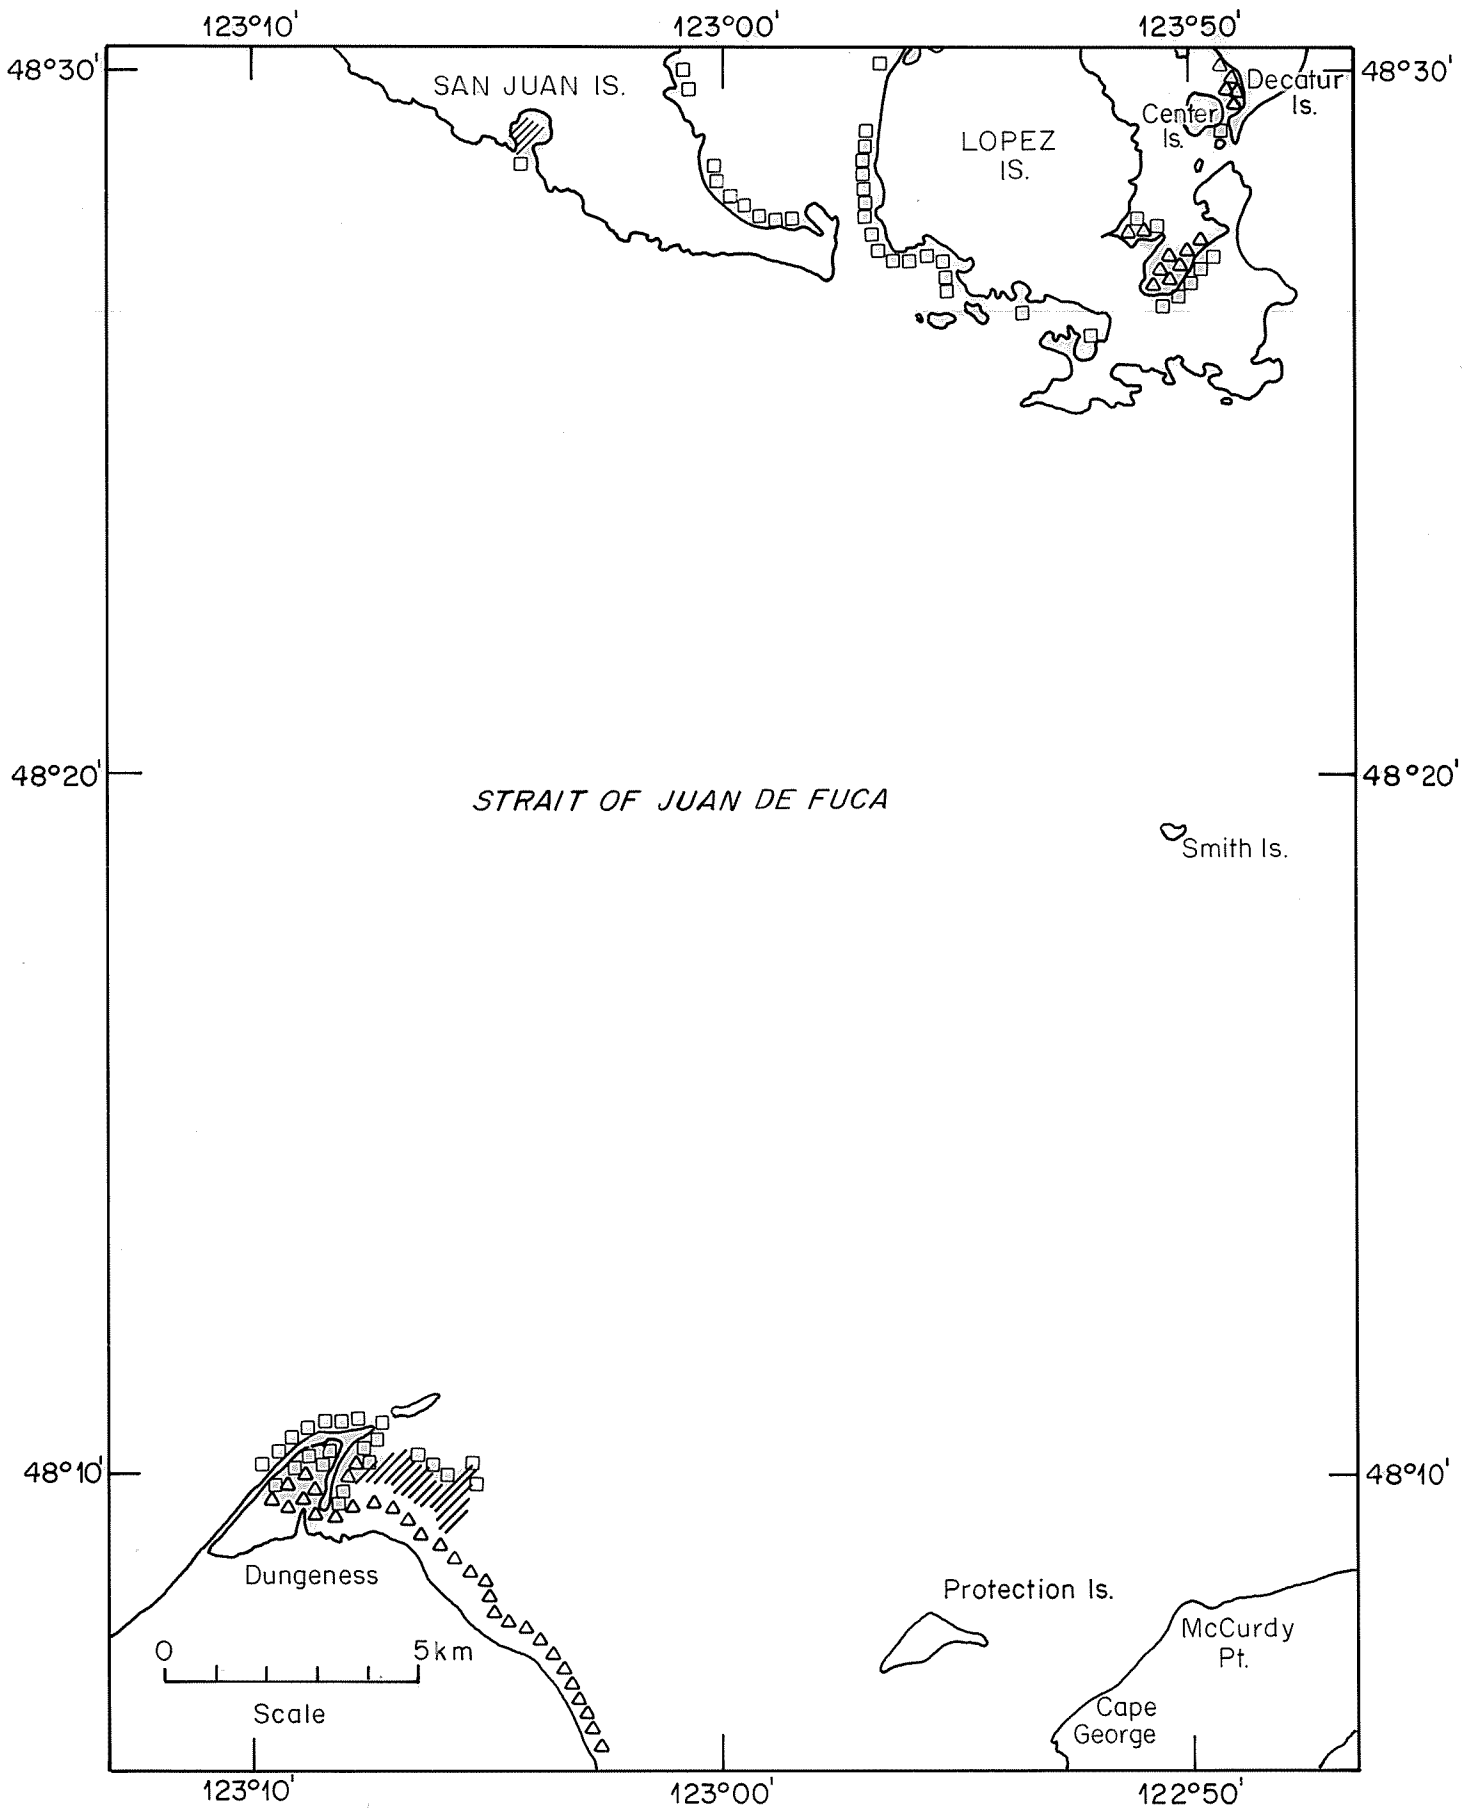 123°10' 123°00' 123°50'
48°30' 48°30'
SAN JUAN IS.
Decatur
Is.
Center
Is.
LOPEZ
IS.
48°20' 48°20'
STRAIT OF JUAN DE FUCA
Smith Is.
48°10' 48°10'
Dungeness
Protection Is.
McCurdy
Pt.
0 5km
Scale
Cape
George
123°10' 123°00' 122°50'